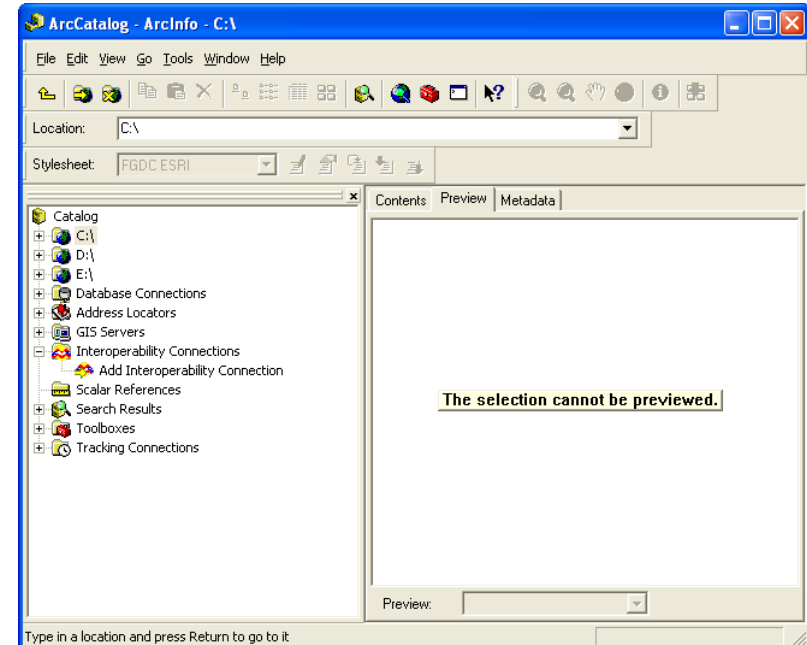 ArcCatalog - ArcInfo - C:\
File Edit View Go Tools Window Help
Location: C:\
Stylesheet: FGDC ESRI
Contents Preview Metadata
Catalog
C:\
D:\
E:\
Database Connections
Address Locators
GIS Servers
Interoperability Connections
Add Interoperability Connection
Scalar References
Search Results
Toolboxes
Tracking Connections
The selection cannot be previewed.
Preview:
Type in a location and press Return to go to it